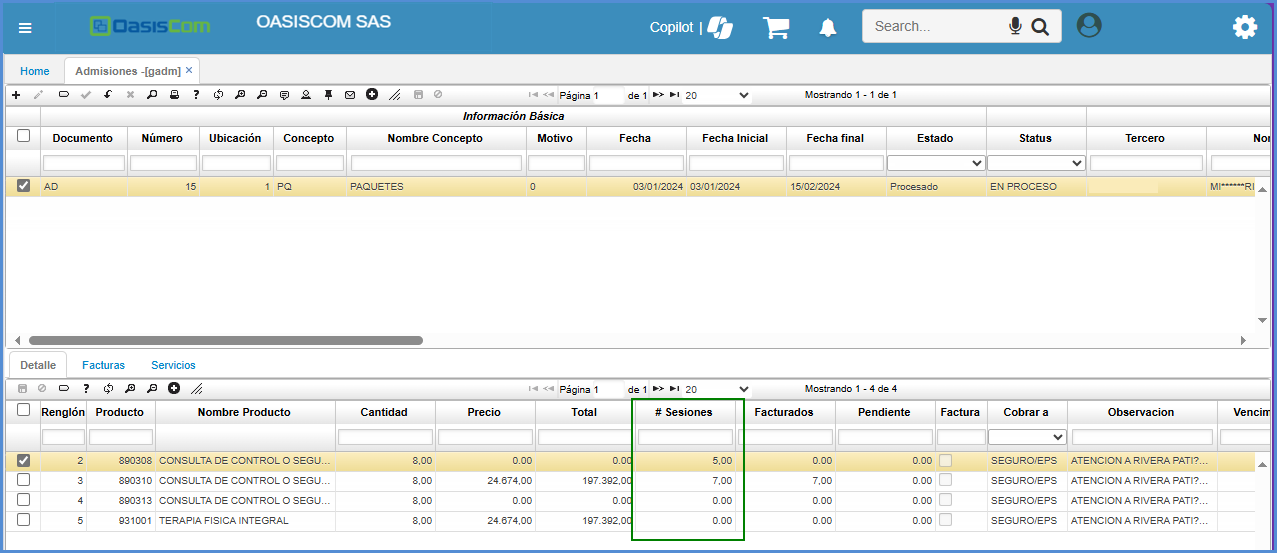 OasisCom OASISCOM SAS Copilot | Search...
Home Admisiones -[gadm] ×
Página 1 de 1 20 Mostrando 1 - 1 de 1
Información Básica
Documento Número Ubicación Concepto Nombre Concepto Motivo Fecha Fecha Inicial Fecha final Estado Status Tercero Nor
AD 15 1 PQ PAQUETES 0 03/01/2024 03/01/2024 15/02/2024 Procesado EN PROCESO MI******RI
Detalle Facturas Servicios
Página 1 de 1 20 Mostrando 1 - 4 de 4
Renglón Producto Nombre Producto Cantidad Precio Total # Sesiones Facturados Pendiente Factura Cobrar a Observacion Vencim
2 890308 CONSULTA DE CONTROL O SEGU... 8,00 0.00 0.00 5,00 0.00 0.00 SEGURO/EPS ATENCION A RIVERA PATI?...
3 890310 CONSULTA DE CONTROL O SEGU... 8,00 24.674,00 197.392,00 7,00 7,00 0.00 SEGURO/EPS ATENCION A RIVERA PATI?...
4 890313 CONSULTA DE CONTROL O SEGU... 8,00 0.00 0.00 0.00 0.00 0.00 SEGURO/EPS ATENCION A RIVERA PATI?...
5 931001 TERAPIA FISICA INTEGRAL 8,00 24.674,00 197.392,00 0.00 0.00 0.00 SEGURO/EPS ATENCION A RIVERA PATI?...